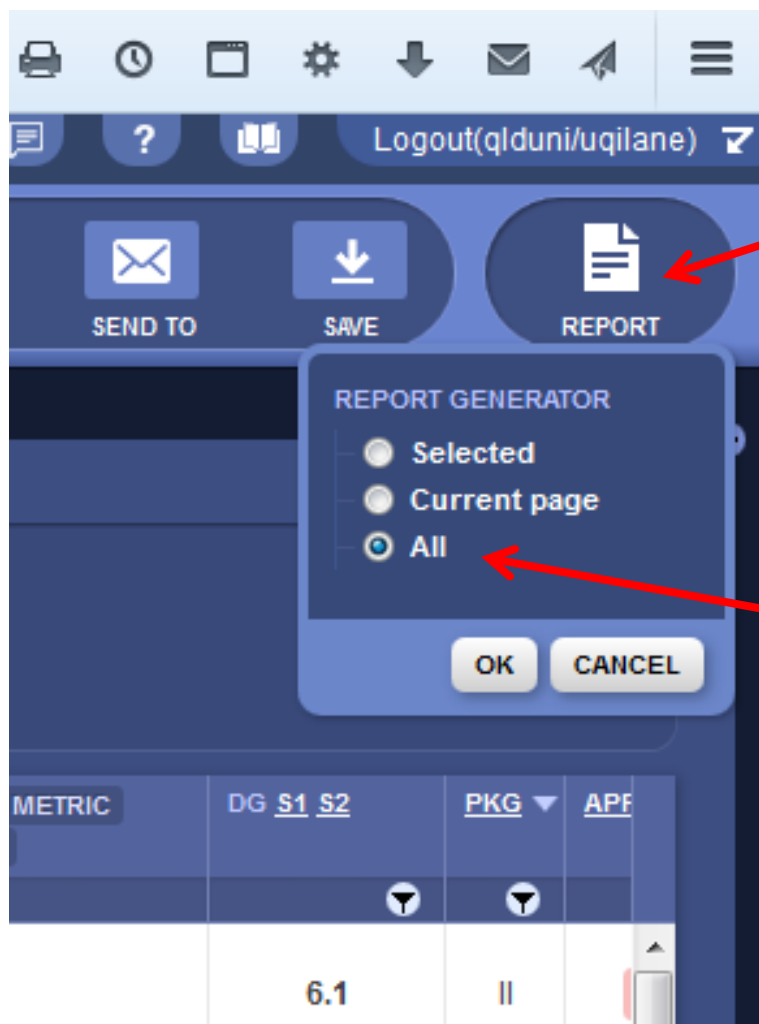 ?
Logout(qlduni/uqilane)
SEND TO SAVE REPORT
REPORT GENERATOR
Selected
Current page
All
OK CANCEL
METRIC DG S1 S2 PKG
6.1 II